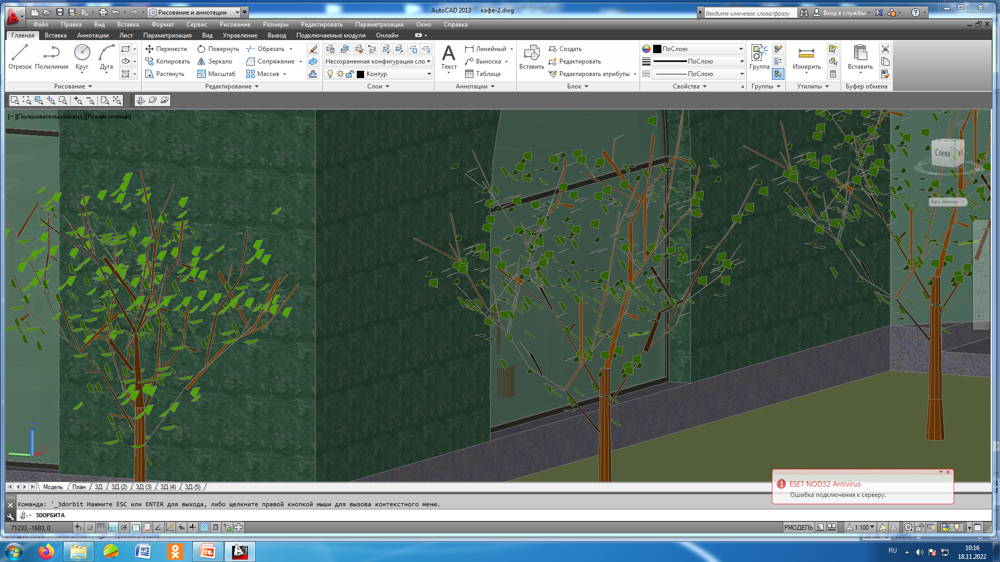 Рисование и аннотации
AutoCAD 2013 кафе-2.dwg
Введите ключевое слово/фразу
Вход в службы
Файл Правка Вид Вставка Формат Сервис Рисование Размеры Редактировать Параметризация Окно Справка
Главная Вставка Аннотации Лист Параметризация Вид Управление Вывод Подключаемые модули Онлайн
Отрезок Полилиния Круг Дуга
Рисование
Перенести Повернуть Обрезать
Копировать Зеркало Сопряжение
Растянуть Масштаб Массив
Редактирование
Несохраненная конфигурация сло
Контур
Слои
Текст
Линейный
Выноска
Таблица
Аннотации
Вставить
Создать
Редактировать
Редактировать атрибуты
Блок
ПоСлою
ПоСлою
ПоСлою
Свойства
Группа
Группы
Измерить
Утилиты
Вставить
Буфер обмена
[−][Пользовательский вид][Реалистичный]
Слева
Без имени
ESET NOD32 Antivirus
Ошибка подключения к серверу.
Модель План 3Д 3Д (2) 3Д (3) 3Д (4) 3Д (5)
Команда: '_3dorbit Нажмите ESC или ENTER для выхода, либо щелкните правой кнопкой мыши для вызова контекстного меню.
3DОРБИТА
71233, -1683, 0
РМОДЕЛЬ
1:100
RU
10:16
18.11.2022